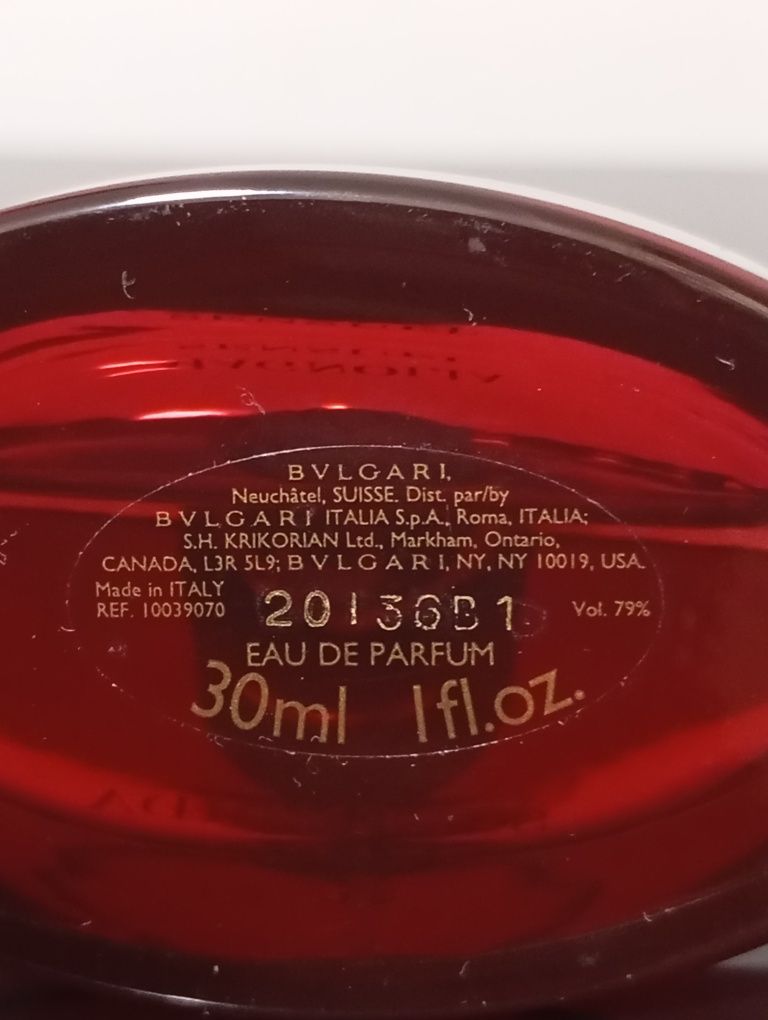 BVLGARI,
Neuchâtel, SUISSE. Dist. par/by
BVLGARI ITALIA S.p.A., Roma, ITALIA;
S.H. KRIKORIAN Ltd., Markham, Ontario,
CANADA, L3R 5L9; BVLGARI, NY, NY 10019, USA.
Made in ITALY
REF. 10039070 2013GB1 Vol. 79%
EAU DE PARFUM
30ml 1fl.oz.